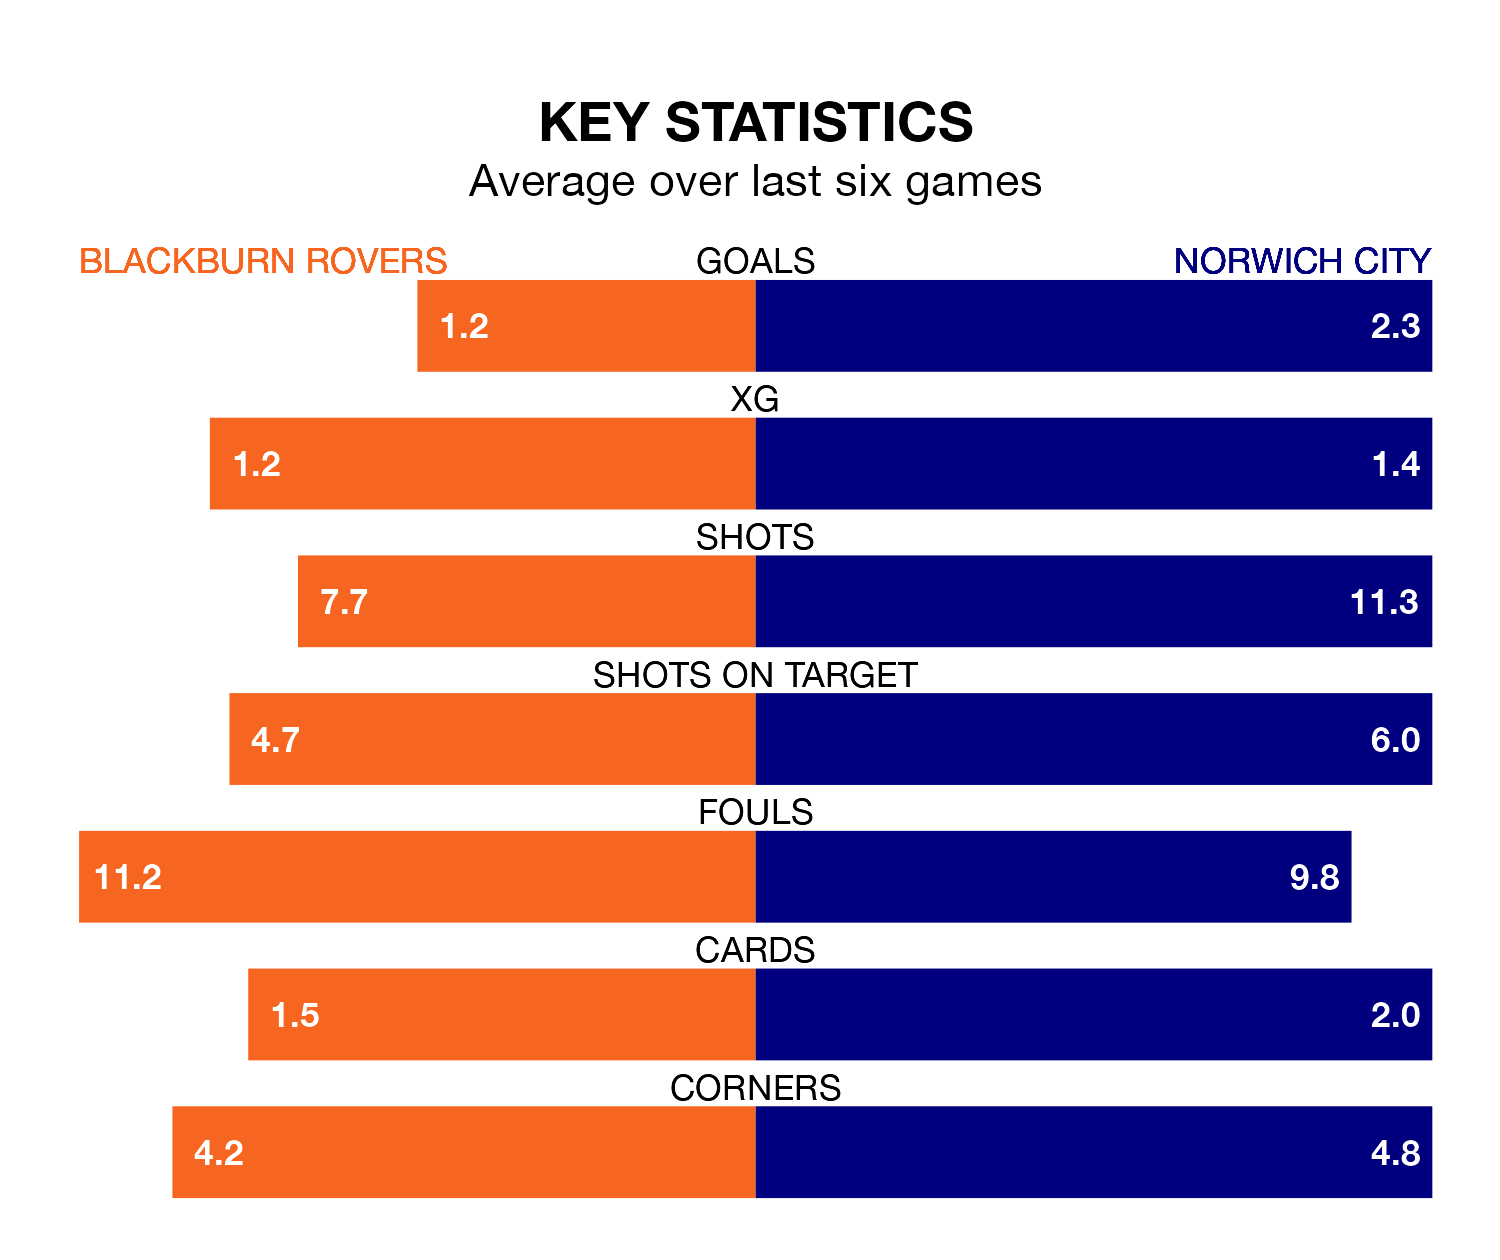 KEY STATISTICS
Average over last six games
BLACKBURN ROVERS GOALS NORWICH CITY
1.2 2.3
XG
1.2 1.4
SHOTS
7.7 11.3
SHOTS ON TARGET
4.7 6.0
FOULS
11.2 9.8
CARDS
1.5 2.0
CORNERS
4.2 4.8